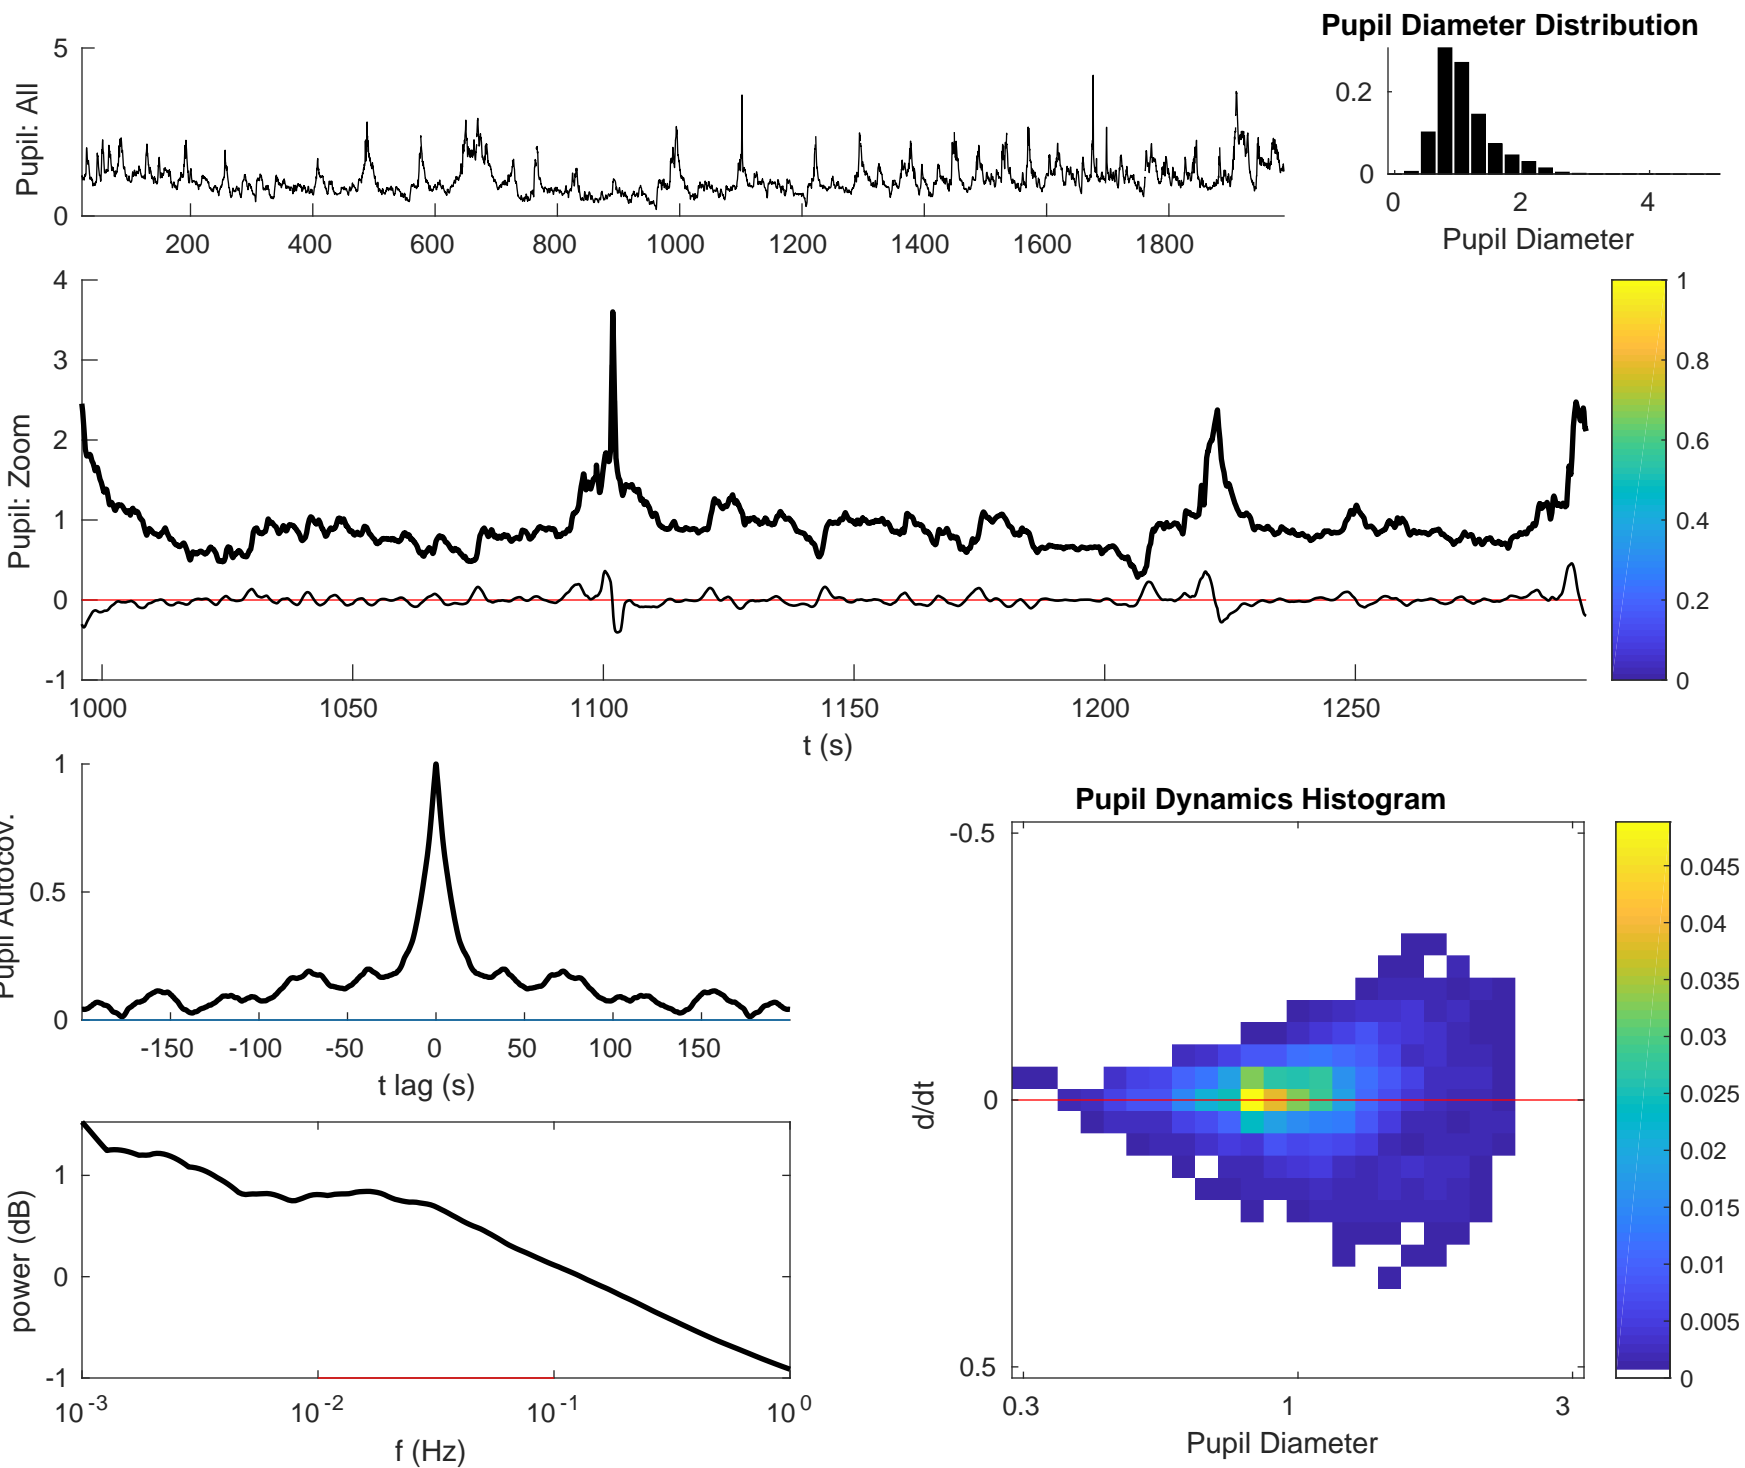 Pupil Diameter Distribution
5
0
Pupil: All
200 400 600 800 1000 1200 1400 1600 1800
0.2
0
0 2 4
Pupil Diameter
4
3
2
1
0
-1
Pupil: Zoom
1000 1050 1100 1150 1200 1250
t (s)
1
0.8
0.6
0.4
0.2
0
1
0.5
0
Pupil Autocov.
-150 -100 -50 0 50 100 150
t lag (s)
1
0
-1
power (dB)
10^-3 10^-2 10^-1 10^0
f (Hz)
Pupil Dynamics Histogram
-0.5
0
0.5
d/dt
0.3 1 3
Pupil Diameter
0.045
0.04
0.035
0.03
0.025
0.02
0.015
0.01
0.005
0